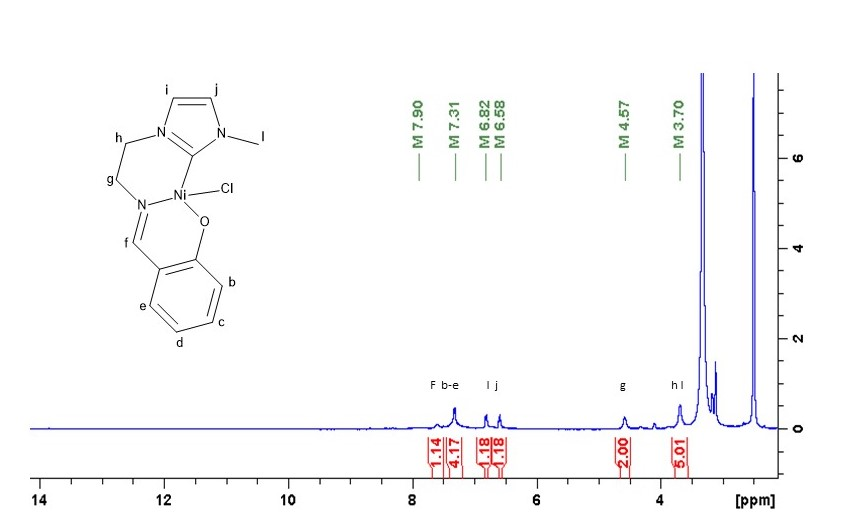 i j
h N N l
Ni Cl
g N O
f
e b
d c
M 7.90 M 7.31 M 6.82 M 6.58 M 4.57 M 3.70
F b-e I j g h l
1.14 4.17 1.18 1.18 2.00 5.01
6
4
2
0
14 12 10 8 6 4 [ppm]